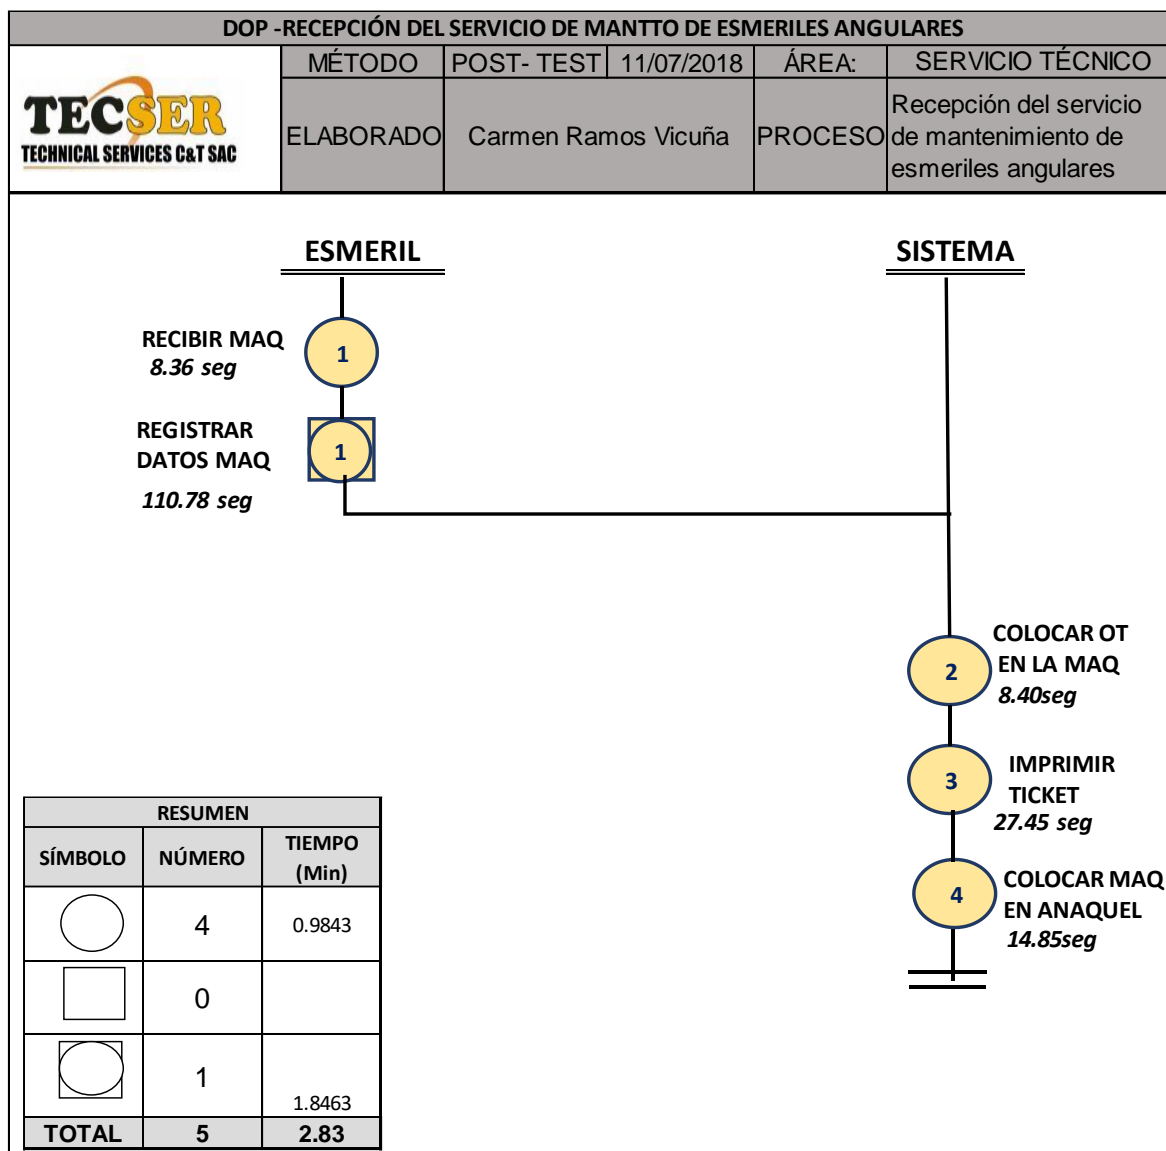 DOP -RECEPCIÓN DEL SERVICIO DE MANTTO DE ESMERILES ANGULARES
TECSER
TECHNICAL SERVICES C&T SAC
MÉTODO POST- TEST 11/07/2018 ÁREA: SERVICIO TÉCNICO
ELABORADO Carmen Ramos Vicuña PROCESO Recepción del servicio
de mantenimiento de
esmeriles angulares
ESMERIL
SISTEMA
RECIBIR MAQ
8.36 seg
1
REGISTRAR
DATOS MAQ
110.78 seg
1
2
COLOCAR OT
EN LA MAQ
8.40seg
3
IMPRIMIR
TICKET
27.45 seg
4
COLOCAR MAQ
EN ANAQUEL
14.85seg
RESUMEN
SÍMBOLO NÚMERO TIEMPO
(Min)
4 0.9843
0
1 1.8463
TOTAL 5 2.83